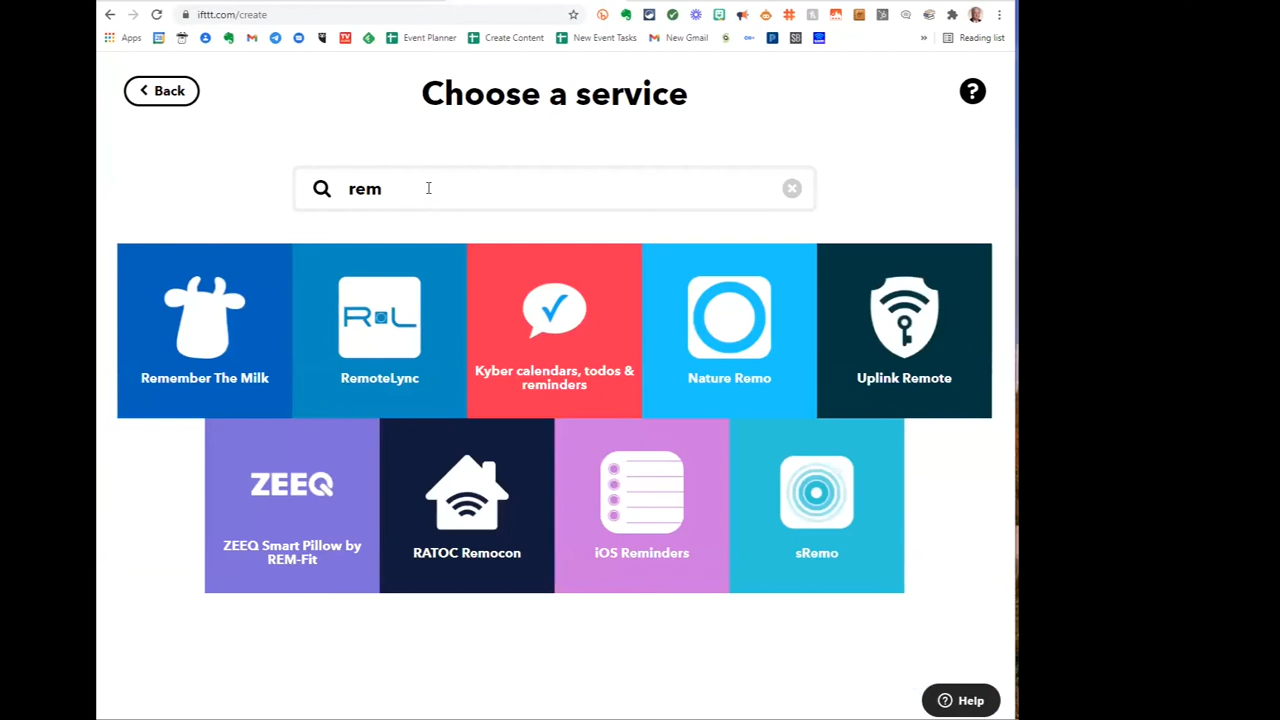 ifttt.com/create
Apps
Event Planner
Create Content
New Event Tasks
New Gmail
»
Reading list
Back
Choose a service
?
rem
Remember The Milk
R L
RemoteLync
Kyber calendars, todos &
reminders
Nature Remo
Uplink Remote
ZEEQ
ZEEQ Smart Pillow by
REM-Fit
RATOC Remocon
iOS Reminders
sRemo
? Help